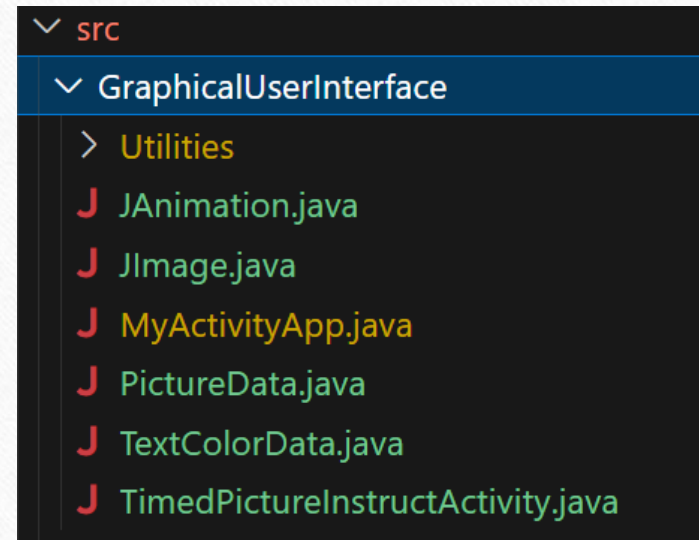 src
GraphicalUserInterface
Utilities
J JAnimation.java
J JImage.java
J MyActivityApp.java
J PictureData.java
J TextColorData.java
J TimedPictureInstructActivity.java